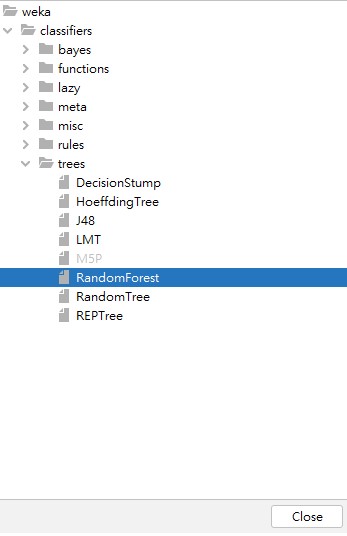 weka
classifiers
bayes
functions
lazy
meta
misc
rules
trees
DecisionStump
HoeffdingTree
J48
LMT
M5P
RandomForest
RandomTree
REPTree
Close